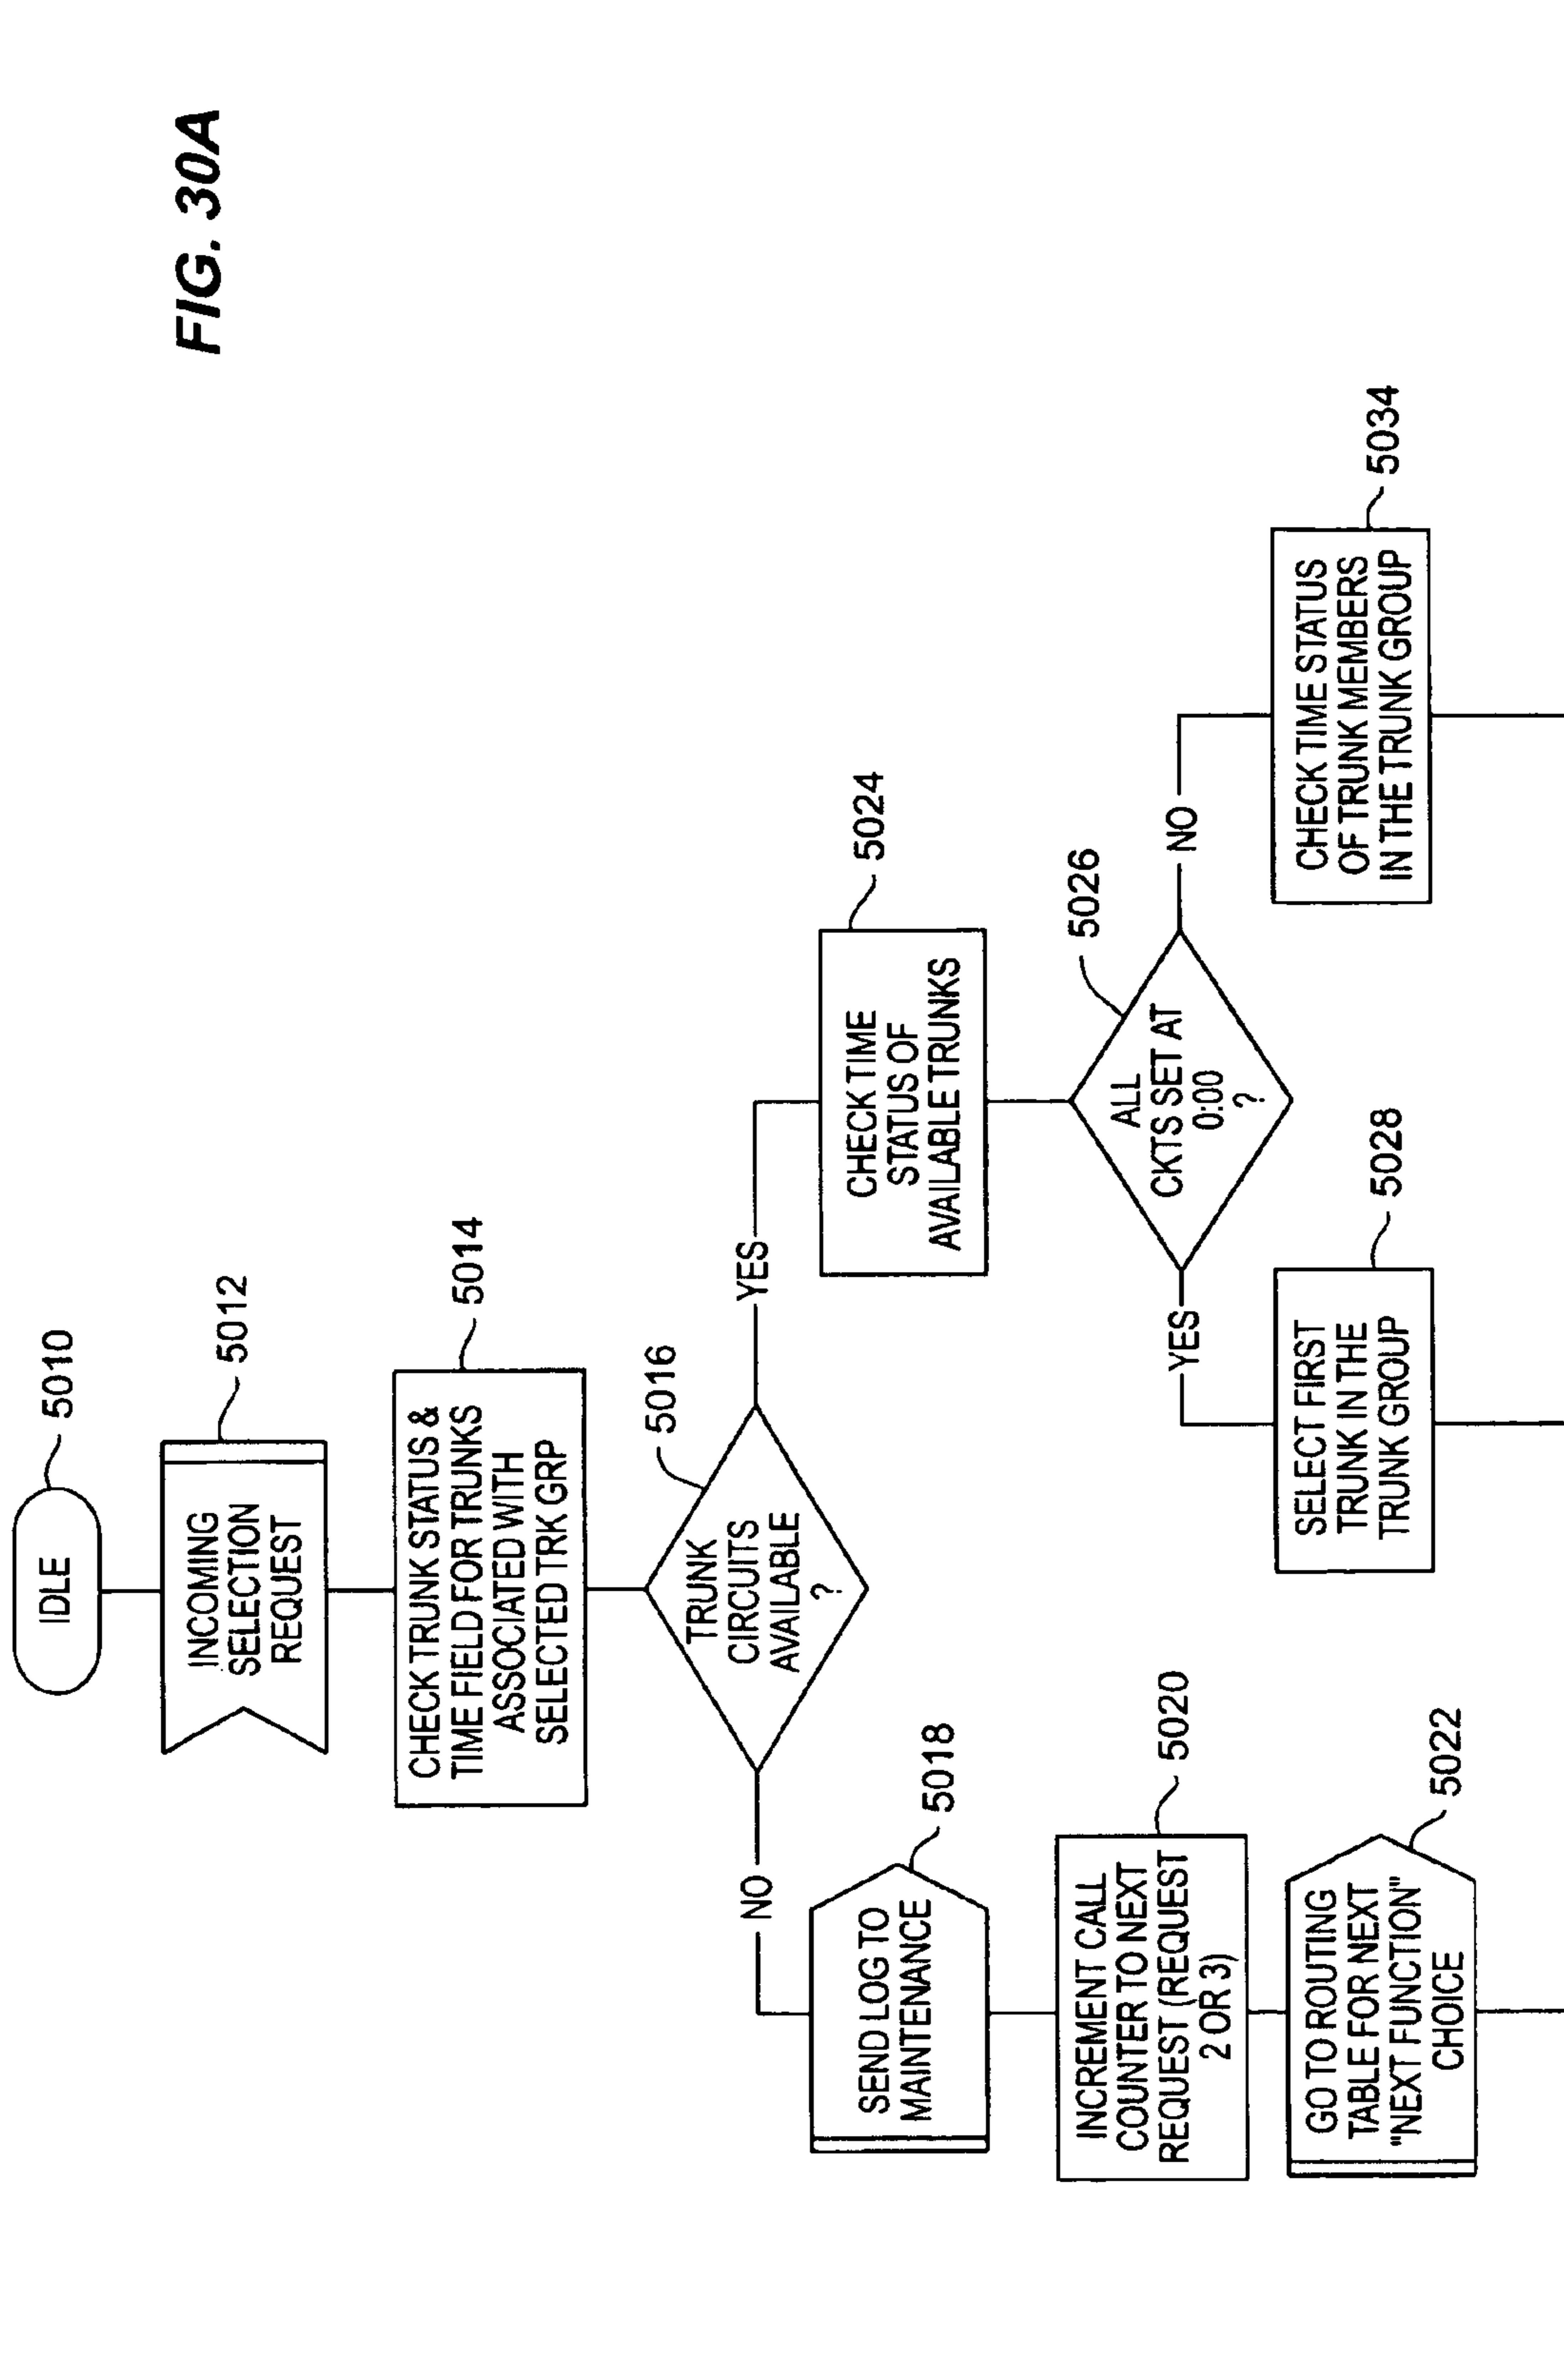 FIG. 30A
IDLE
5010
INCOMING
SELECTION
REQUEST
5012
CHECK TRUNK STATUS &
TIME FIELD FOR TRUNKS
ASSOCIATED WITH
SELECTED TRK GRP
5014
TRUNK
CIRCUITS
AVAILABLE
?
5016
NO
YES
SEND LOG TO
MAINTENANCE
5018
INCREMENT CALL
COUNTER TO NEXT
REQUEST (REQUEST
2 OR 3)
5020
GO TO ROUTING
TABLE FOR NEXT
"NEXT FUNCTION"
CHOICE
5022
CHECK TIME
STATUS OF
AVAILABLE TRUNKS
5024
ALL
CKTS SET AT
0:00
?
5026
YES
NO
SELECT FIRST
TRUNK IN THE
TRUNK GROUP
5028
CHECK TIME STATUS
OF TRUNK MEMBERS
IN THE TRUNK GROUP
5034